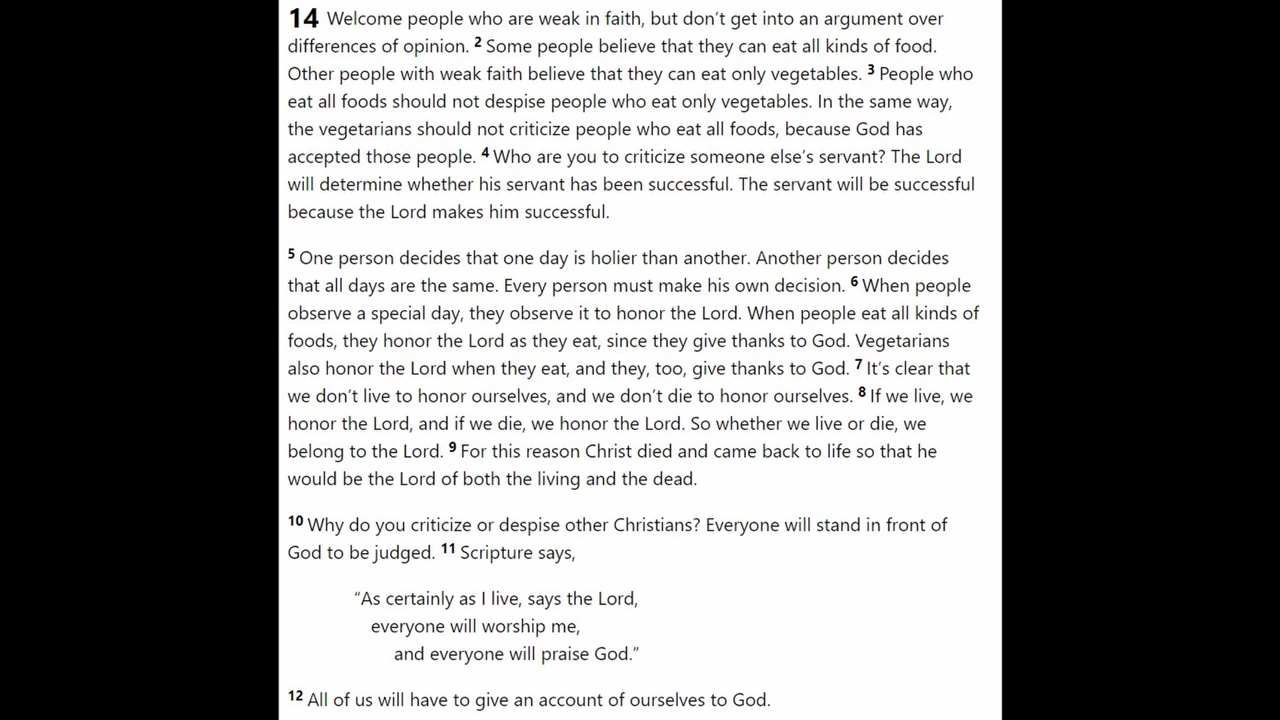 14 Welcome people who are weak in faith, but don’t get into an argument over
differences of opinion. 2 Some people believe that they can eat all kinds of food.
Other people with weak faith believe that they can eat only vegetables. 3 People who
eat all foods should not despise people who eat only vegetables. In the same way,
the vegetarians should not criticize people who eat all foods, because God has
accepted those people. 4 Who are you to criticize someone else’s servant? The Lord
will determine whether his servant has been successful. The servant will be successful
because the Lord makes him successful.
5 One person decides that one day is holier than another. Another person decides
that all days are the same. Every person must make his own decision. 6 When people
observe a special day, they observe it to honor the Lord. When people eat all kinds of
foods, they honor the Lord as they eat, since they give thanks to God. Vegetarians
also honor the Lord when they eat, and they, too, give thanks to God. 7 It’s clear that
we don’t live to honor ourselves, and we don’t die to honor ourselves. 8 If we live, we
honor the Lord, and if we die, we honor the Lord. So whether we live or die, we
belong to the Lord. 9 For this reason Christ died and came back to life so that he
would be the Lord of both the living and the dead.
10 Why do you criticize or despise other Christians? Everyone will stand in front of
God to be judged. 11 Scripture says,
“As certainly as I live, says the Lord,
everyone will worship me,
and everyone will praise God.”
12 All of us will have to give an account of ourselves to God.